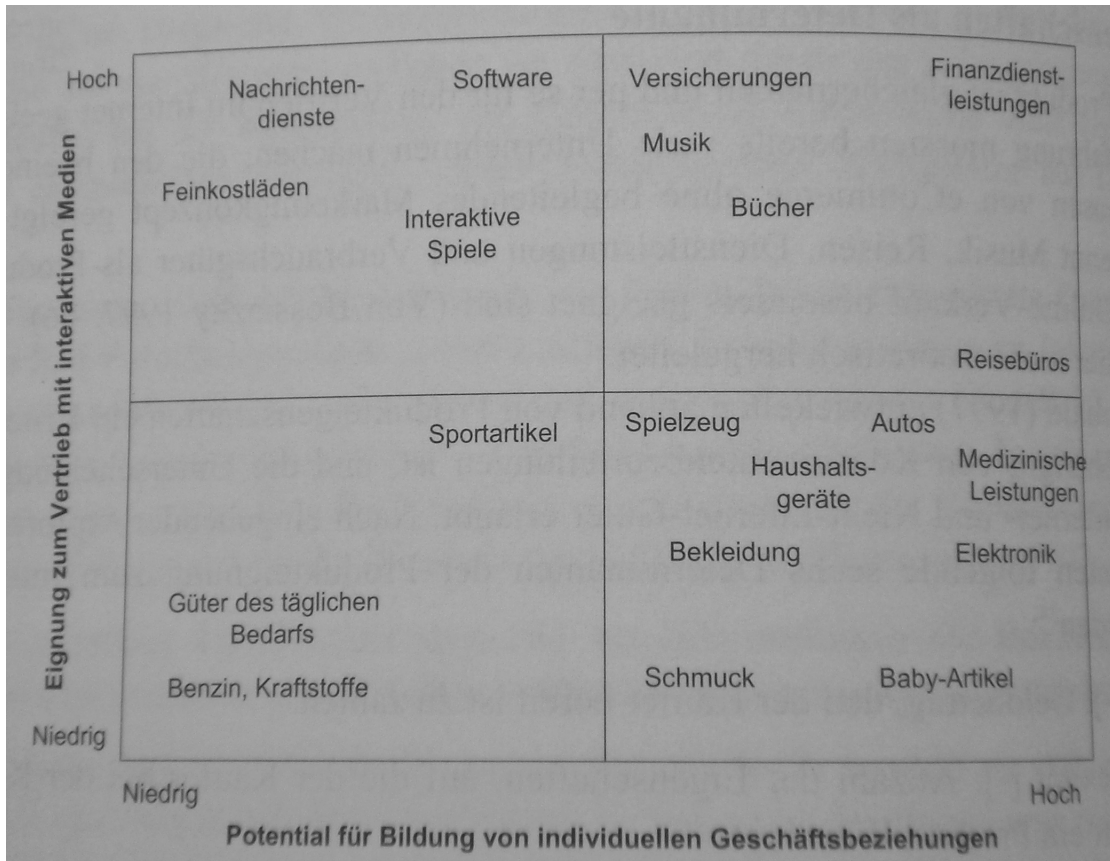 Hoch
Nachrichten-
dienste
Software
Versicherungen
Finanzdienst-
leistungen
Musik
Feinkostläden
Interaktive
Spiele
Bücher
Reisebüros
Eignung zum Vertrieb mit interaktiven Medien
Sportartikel
Spielzeug
Autos
Haushalts-
geräte
Medizinische
Leistungen
Bekleidung
Elektronik
Güter des täglichen
Bedarfs
Benzin, Kraftstoffe
Schmuck
Baby-Artikel
Niedrig
Niedrig
Hoch
Potential für Bildung von individuellen Geschäftsbeziehungen